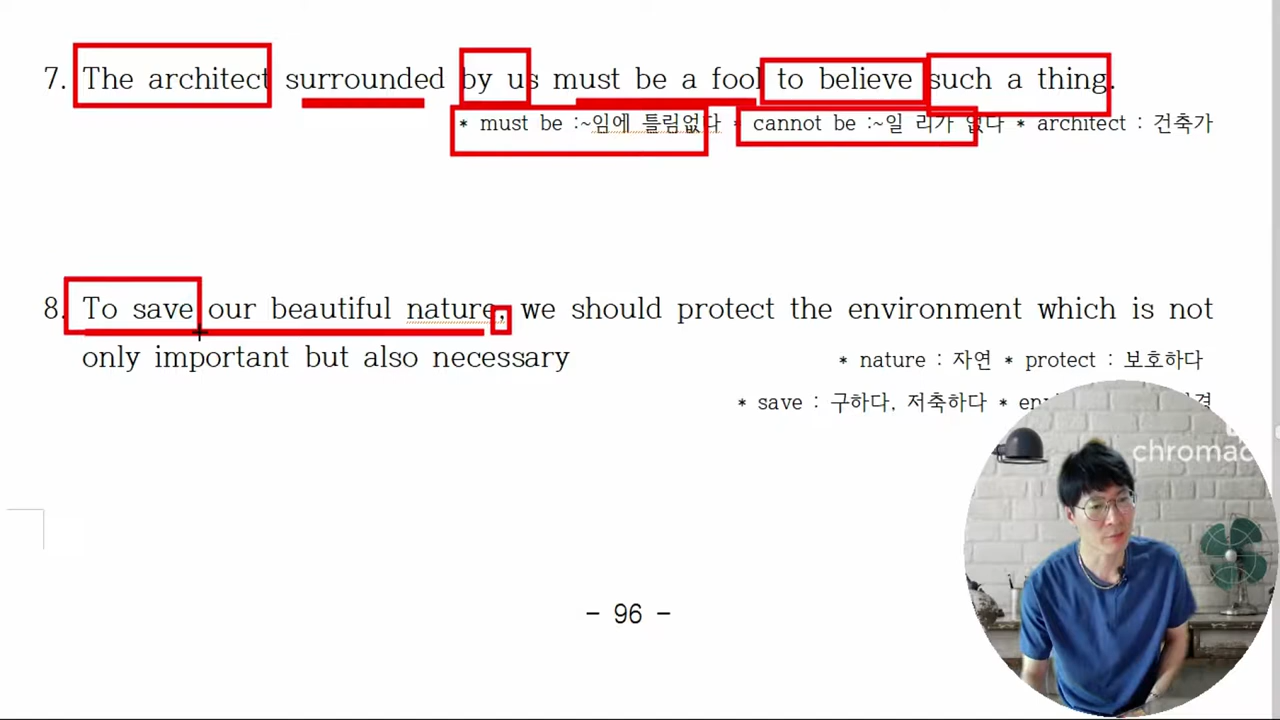 7. The architect surrounded by us must be a fool to believe such a thing.
* must be :~임에 틀림없다 * cannot be :~일 리가 없다 * architect : 건축가
8. To save our beautiful nature, we should protect the environment which is not
only important but also necessary
* nature : 자연 * protect : 보호하다
* save : 구하다, 저축하다 *
- 96 -